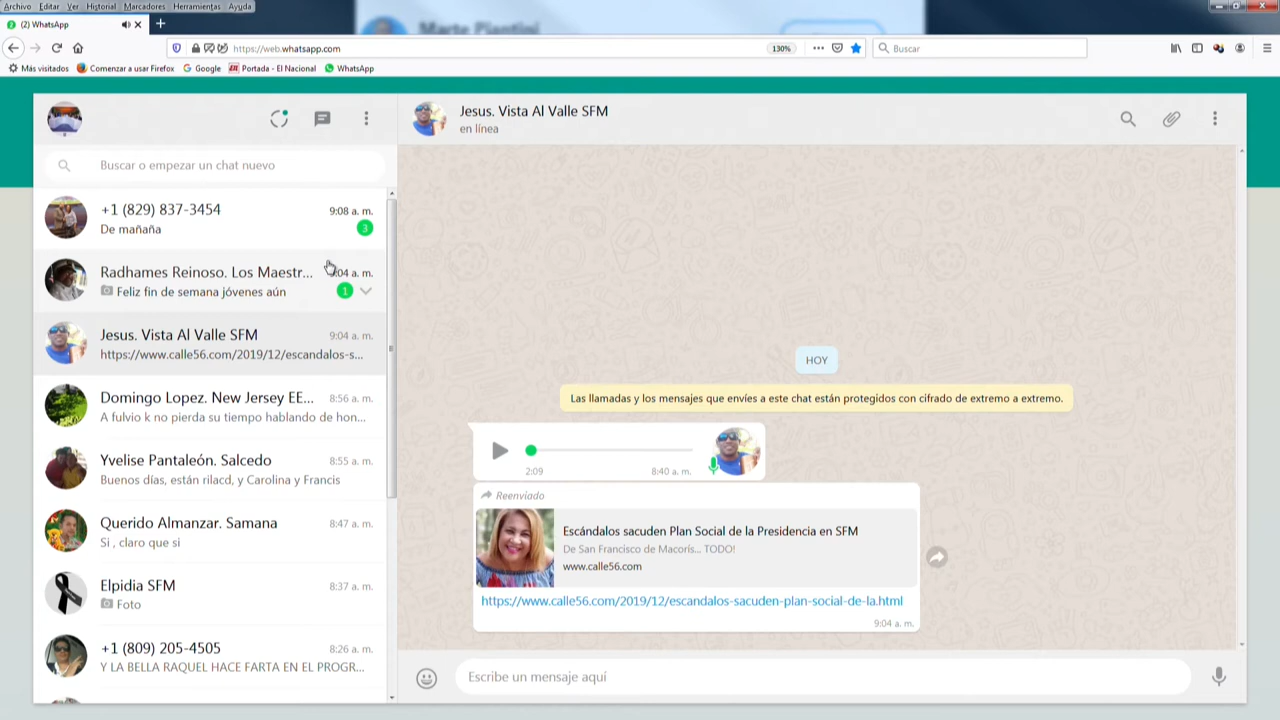 Archivo Editar Ver Historial Marcadores Herramientas Ayuda
Marte Piantini
(2) WhatsApp
https://web.whatsapp.com
130%
Buscar
Más visitados Comenzar a usar Firefox Google Portada - El Nacional WhatsApp
Buscar o empezar un chat nuevo
+1 (829) 837-3454 9:08 a. m.
De mañaña 3
Radhames Reinoso. Los Maestr... :04 a. m.
Feliz fin de semana jóvenes aún 1
Jesus. Vista Al Valle SFM 9:04 a. m.
https://www.calle56.com/2019/12/escandalos-s...
Domingo Lopez. New Jersey EE... 8:56 a. m.
A fulvio k no pierda su tiempo hablando de hon...
Yvelise Pantaleón. Salcedo 8:55 a. m.
Buenos días, están rilacd, y Carolina y Francis
Querido Almanzar. Samana 8:47 a. m.
Si , claro que si
Elpidia SFM 8:37 a. m.
Foto
+1 (809) 205-4505 8:26 a. m.
Y LA BELLA RAQUEL HACE FARTA EN EL PROGR...
Jesus. Vista Al Valle SFM
en línea
HOY
Las llamadas y los mensajes que envíes a este chat están protegidos con cifrado de extremo a extremo.
2:09 8:40 a. m.
Reenviado
Escándalos sacuden Plan Social de la Presidencia en SFM
De San Francisco de Macorís... TODO!
www.calle56.com
https://www.calle56.com/2019/12/escandalos-sacuden-plan-social-de-la.html
9:04 a. m.
Escribe un mensaje aquí